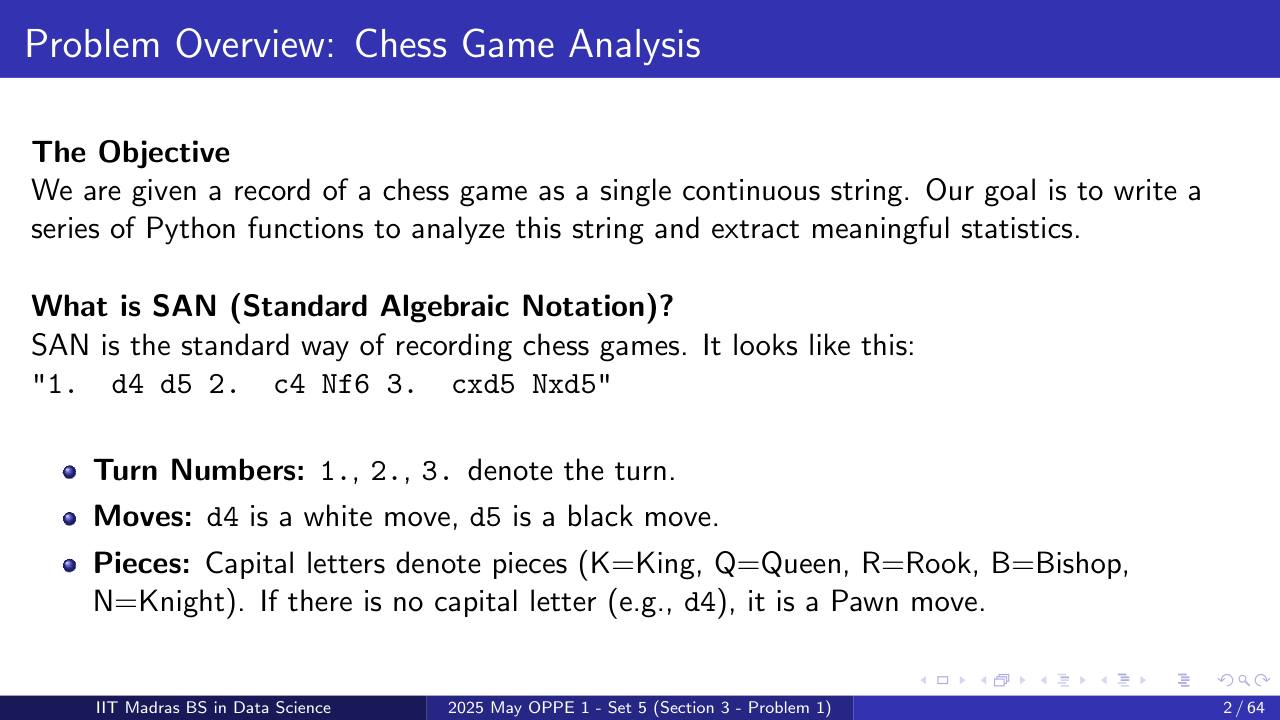 Problem Overview: Chess Game Analysis
The Objective
We are given a record of a chess game as a single continuous string. Our goal is to write a
series of Python functions to analyze this string and extract meaningful statistics.
What is SAN (Standard Algebraic Notation)?
SAN is the standard way of recording chess games. It looks like this:
"1. d4 d5 2. c4 Nf6 3. cxd5 Nxd5"
Turn Numbers: 1., 2., 3. denote the turn.
Moves: d4 is a white move, d5 is a black move.
Pieces: Capital letters denote pieces (K=King, Q=Queen, R=Rook, B=Bishop,
N=Knight). If there is no capital letter (e.g., d4), it is a Pawn move.
IIT Madras BS in Data Science 2025 May OPPE 1 - Set 5 (Section 3 - Problem 1) 2 / 64